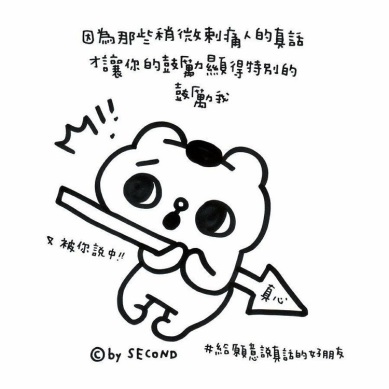 因為那些稍微刺痛人的真話
才讓你的鼓勵顯得特別的
鼓勵我
又被你說中!!
真心
©by SECOND
#給願意說真話的好朋友